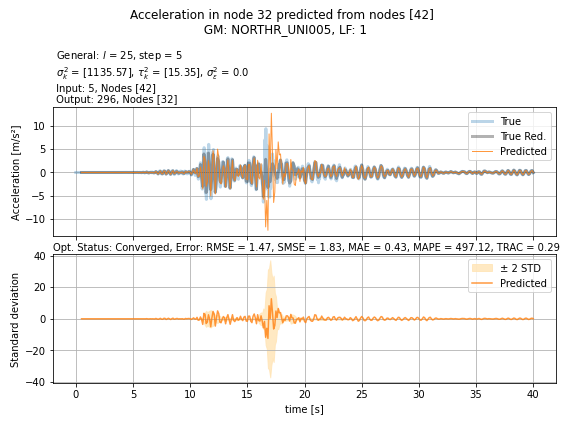 Acceleration in node 32 predicted from nodes [42]
GM: NORTHR_UNI005, LF: 1
General: l = 25, step = 5
σ²ₖ = [1135.57], τ²ₖ = [15.35], σ²ε = 0.0
Input: 5, Nodes [42]
Output: 296, Nodes [32]
Acceleration [m/s²]
10
5
0
−5
−10
True
True Red.
Predicted
Opt. Status: Converged, Error: RMSE = 1.47, SMSE = 1.83, MAE = 0.43, MAPE = 497.12, TRAC = 0.29
Standard deviation
40
20
0
−20
−40
± 2 STD
Predicted
0 5 10 15 20 25 30 35 40
time [s]